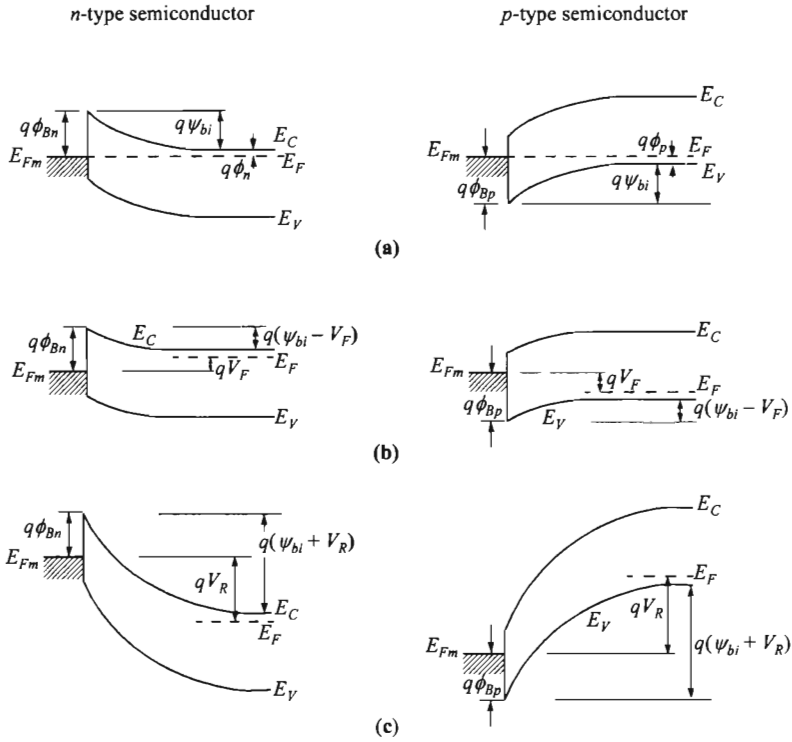 n-type semiconductor
p-type semiconductor
qϕBn
qψbi
EC
EFm
EF
qϕn
EV
EC
EFm
qϕp
EF
EV
qϕBp
qψbi
(a)
qϕBn
EC
q(ψbi − VF)
EF
EFm
qVF
EV
EC
EFm
qVF
EF
qϕBp
EV
q(ψbi − VF)
(b)
qϕBn
q(ψbi + VR)
EFm
qVR
EC
EF
EV
EC
EF
qVR
EV
EFm
q(ψbi + VR)
qϕBp
(c)